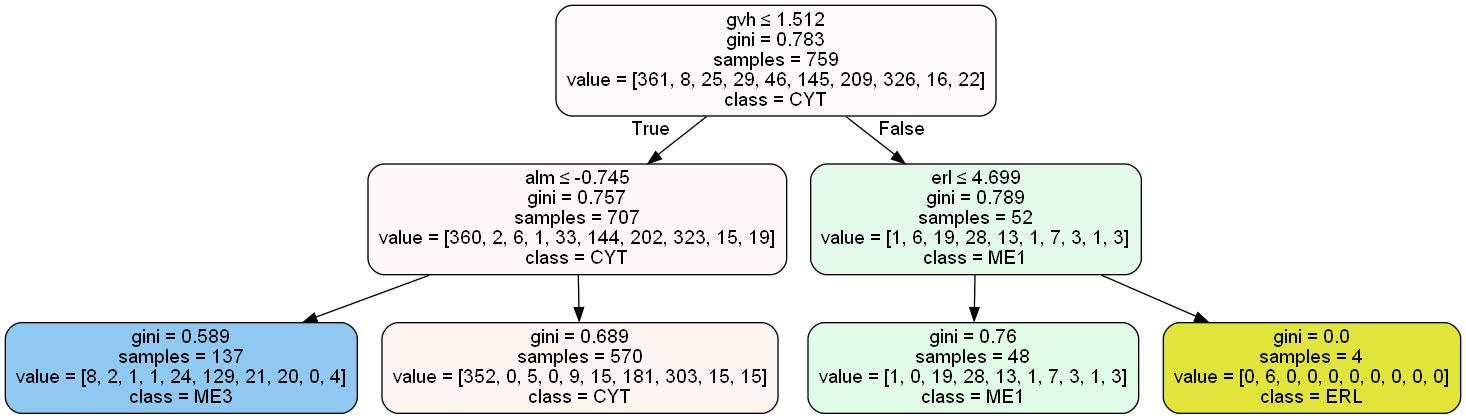 gvh ≤ 1.512
gini = 0.783
samples = 759
value = [361, 8, 25, 29, 46, 145, 209, 326, 16, 22]
class = CYT
True
False
alm ≤ -0.745
gini = 0.757
samples = 707
value = [360, 2, 6, 1, 33, 144, 202, 323, 15, 19]
class = CYT
erl ≤ 4.699
gini = 0.789
samples = 52
value = [1, 6, 19, 28, 13, 1, 7, 3, 1, 3]
class = ME1
gini = 0.589
samples = 137
value = [8, 2, 1, 1, 24, 129, 21, 20, 0, 4]
class = ME3
gini = 0.689
samples = 570
value = [352, 0, 5, 0, 9, 15, 181, 303, 15, 15]
class = CYT
gini = 0.76
samples = 48
value = [1, 0, 19, 28, 13, 1, 7, 3, 1, 3]
class = ME1
gini = 0.0
samples = 4
value = [0, 6, 0, 0, 0, 0, 0, 0, 0, 0]
class = ERL